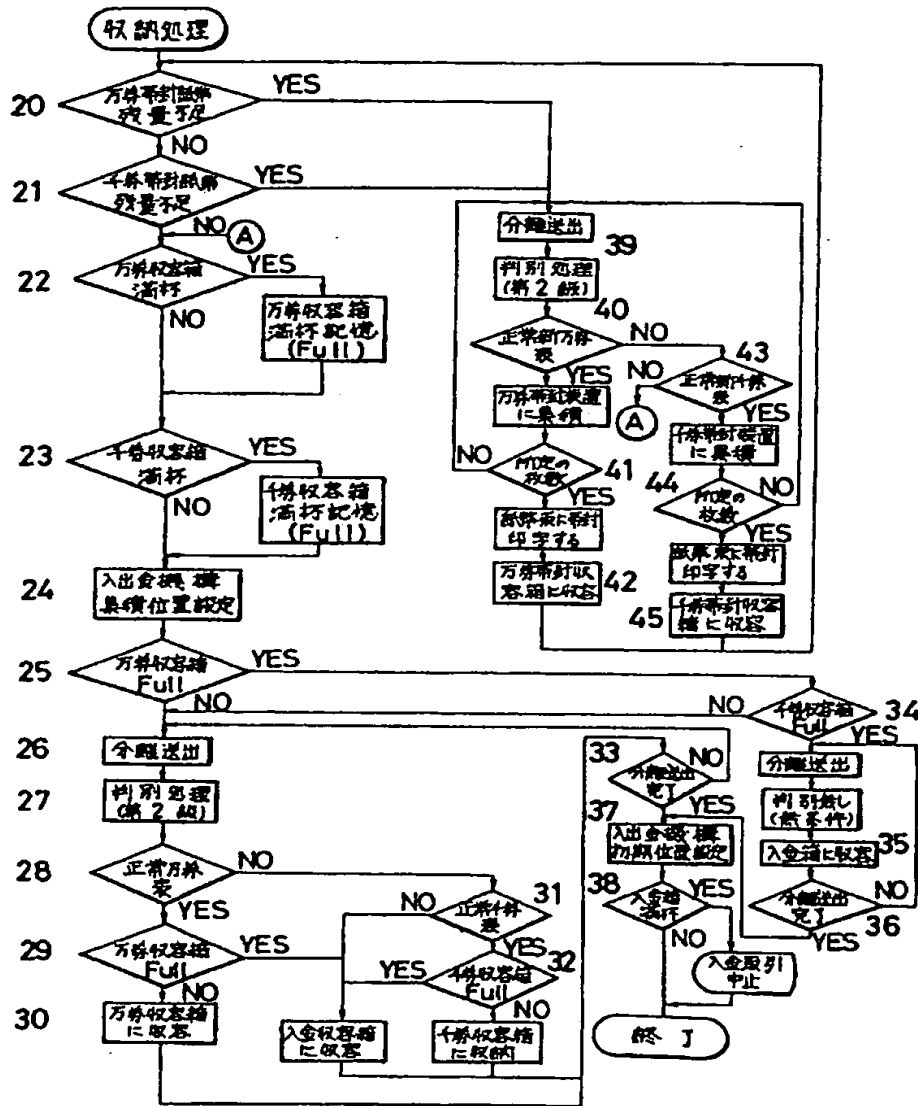 収納処理
YES
20
残量不足
NO
21
千券帯封紙幣
残量不足
YES
NO
A
22
万券収容箱
満杯
YES
NO
万券収容箱
満杯記憶
(Full)
23
千券収容箱
満杯
YES
NO
千券収容箱
満杯記憶
(Full)
24
入出金機構
集積位置設定
25
万券収容箱
Full
YES
NO
26
分離送出
27
判別処理
(第2級)
28
正常万券
表
NO
YES
29
万券収容箱
Full
YES
NO
30
万券収容箱
に収容
31
正常千券
表
NO
YES
32
千券収容箱
Full
YES
NO
入金収容箱
に収容
千券収容箱
に収納
分離送出
39
判別処理
(第2級)
40
正常新万券
表
NO
YES
万券帯封装置
に集積
41
所定の
枚数
NO
YES
紙幣束に帯封
印字する
万券帯封収
容箱に収容
42
43
正常新千券
表
NO
A
YES
千券帯封装置
に集積
44
所定の
枚数
NO
YES
紙幣束に帯封
印字する
45
千券帯封収容
箱に収容
34
千券収容箱
Full
NO
YES
分離送出
判別無し
(無条件)
35
入金箱に収容
分離送出
完了
NO
36
YES
33
分離送出
完了
NO
YES
37
入出金機構
初期位置設定
38
入金箱
満杯
YES
NO
入金取引
中止
終了